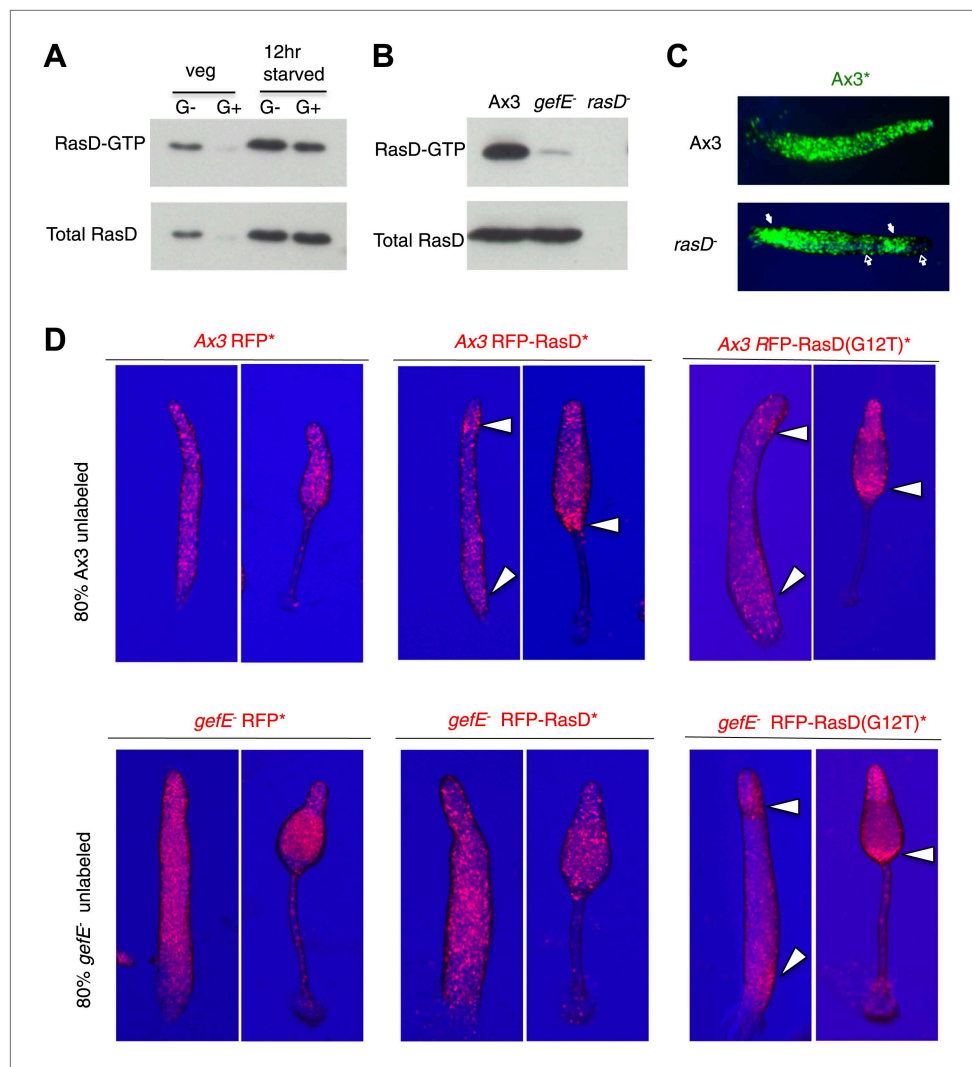 A
veg
12hr
starved
G- G+ G- G+
RasD-GTP
Total RasD
B
Ax3 gefE- rasD-
RasD-GTP
Total RasD
C
Ax3*
Ax3
rasD-
D
Ax3 RFP*
Ax3 RFP-RasD*
Ax3 RFP-RasD(G12T)*
80% Ax3 unlabeled
gefE- RFP*
gefE- RFP-RasD*
gefE- RFP-RasD(G12T)*
80% gefE- unlabeled